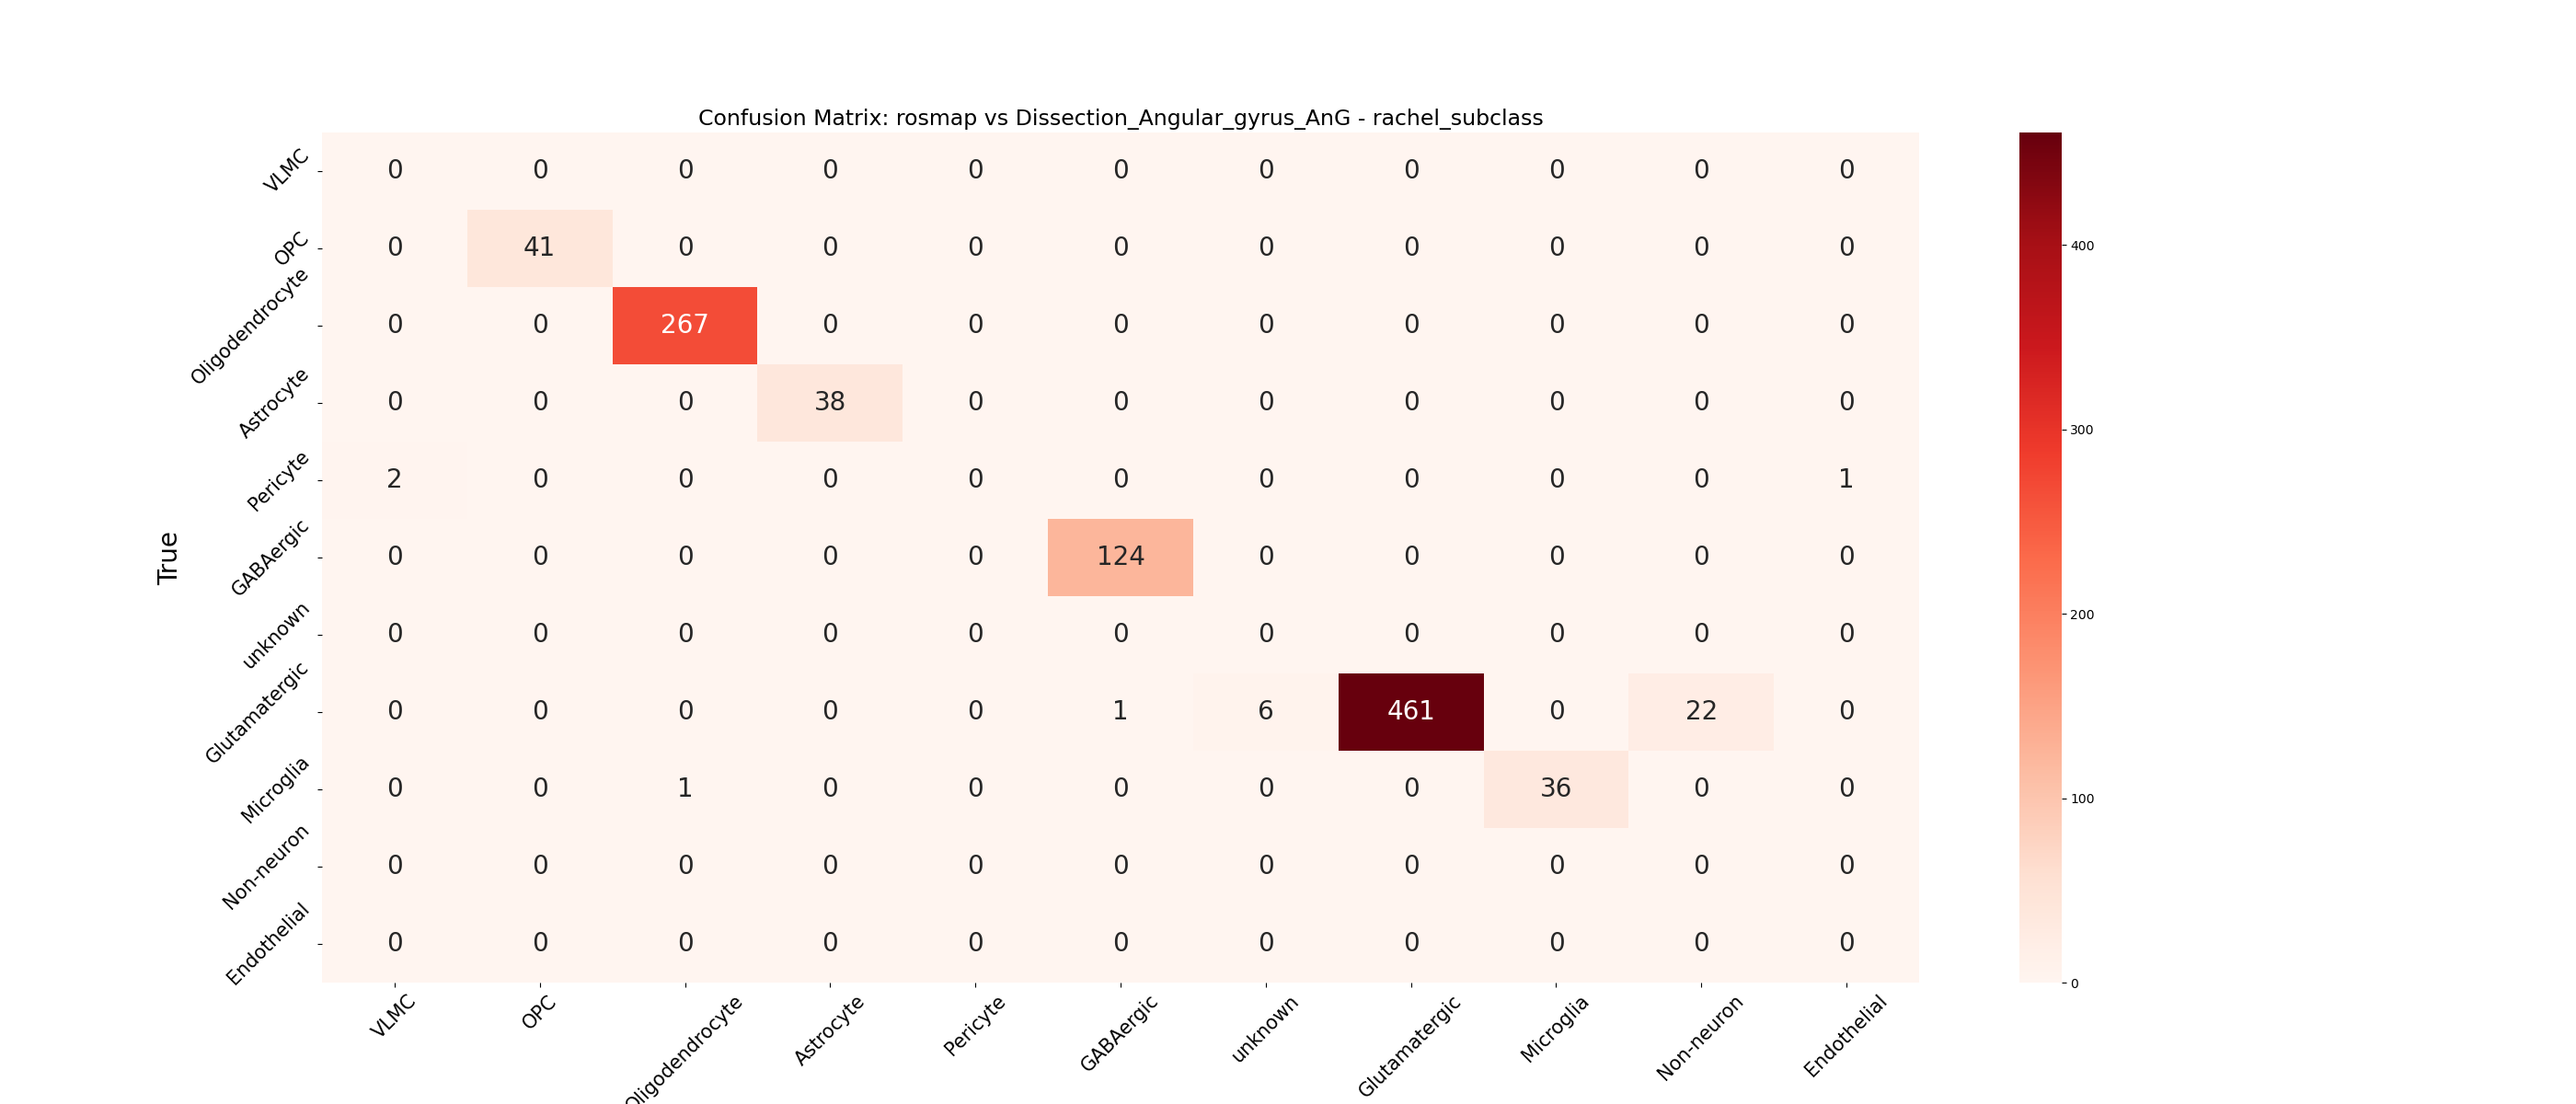 Confusion Matrix: rosmap vs Dissection_Angular_gyrus_AnG - rachel_subclass
True
VLMC 0 0 0 0 0 0 0 0 0 0 0
OPC 0 41 0 0 0 0 0 0 0 0 0
Oligodendrocyte 0 0 267 0 0 0 0 0 0 0 0
Astrocyte 0 0 0 38 0 0 0 0 0 0 0
Pericyte 2 0 0 0 0 0 0 0 0 0 1
GABAergic 0 0 0 0 0 124 0 0 0 0 0
unknown 0 0 0 0 0 0 0 0 0 0 0
Glutamatergic 0 0 0 0 0 1 6 461 0 22 0
Microglia 0 0 1 0 0 0 0 0 36 0 0
Non-neuron 0 0 0 0 0 0 0 0 0 0 0
Endothelial 0 0 0 0 0 0 0 0 0 0 0
VLMC OPC Oligodendrocyte Astrocyte Pericyte GABAergic unknown Glutamatergic Microglia Non-neuron Endothelial
400
300
200
100
0